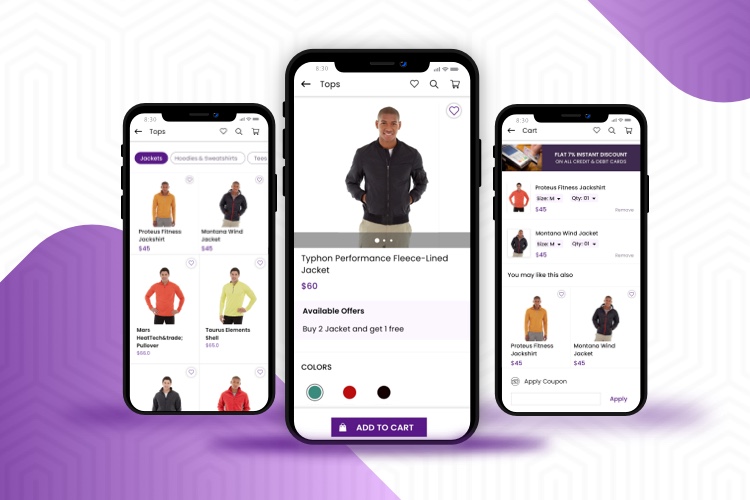 8:30
Tops
Jackets
Hoodies & Sweatshirts
Tees
Proteus Fitness
Jackshirt
$45
Montana Wind
Jacket
$45
Mars
HeatTech&trade;
Pullover
$66.0
Taurus Elements
Shell
$65.0
8:30
Tops
Typhon Performance Fleece-Lined
Jacket
$60
Available Offers
Buy 2 Jacket and get 1 free
COLORS
ADD TO CART
8:30
Cart
FLAT 7% INSTANT DISCOUNT
ON ALL CREDIT & DEBIT CARDS
Proteus Fitness Jackshirt
Size: M
Qty: 01
$45
Remove
Montana Wind Jacket
Size: M
Qty: 01
$45
Remove
You may like this also
Proteus Fitness
Jackshirt
$45
Montana Wind
Jacket
$45
Apply Coupon
Apply